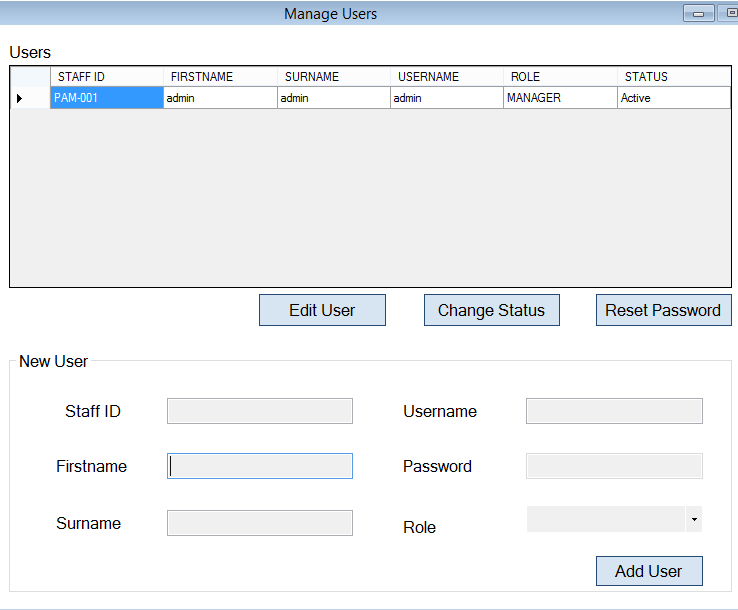 Manage Users
Users
STAFF ID FIRSTNAME SURNAME USERNAME ROLE STATUS
PAM-001 admin admin admin MANAGER Active
Edit User Change Status Reset Password
New User
Staff ID Username
Firstname Password
Surname Role
Add User